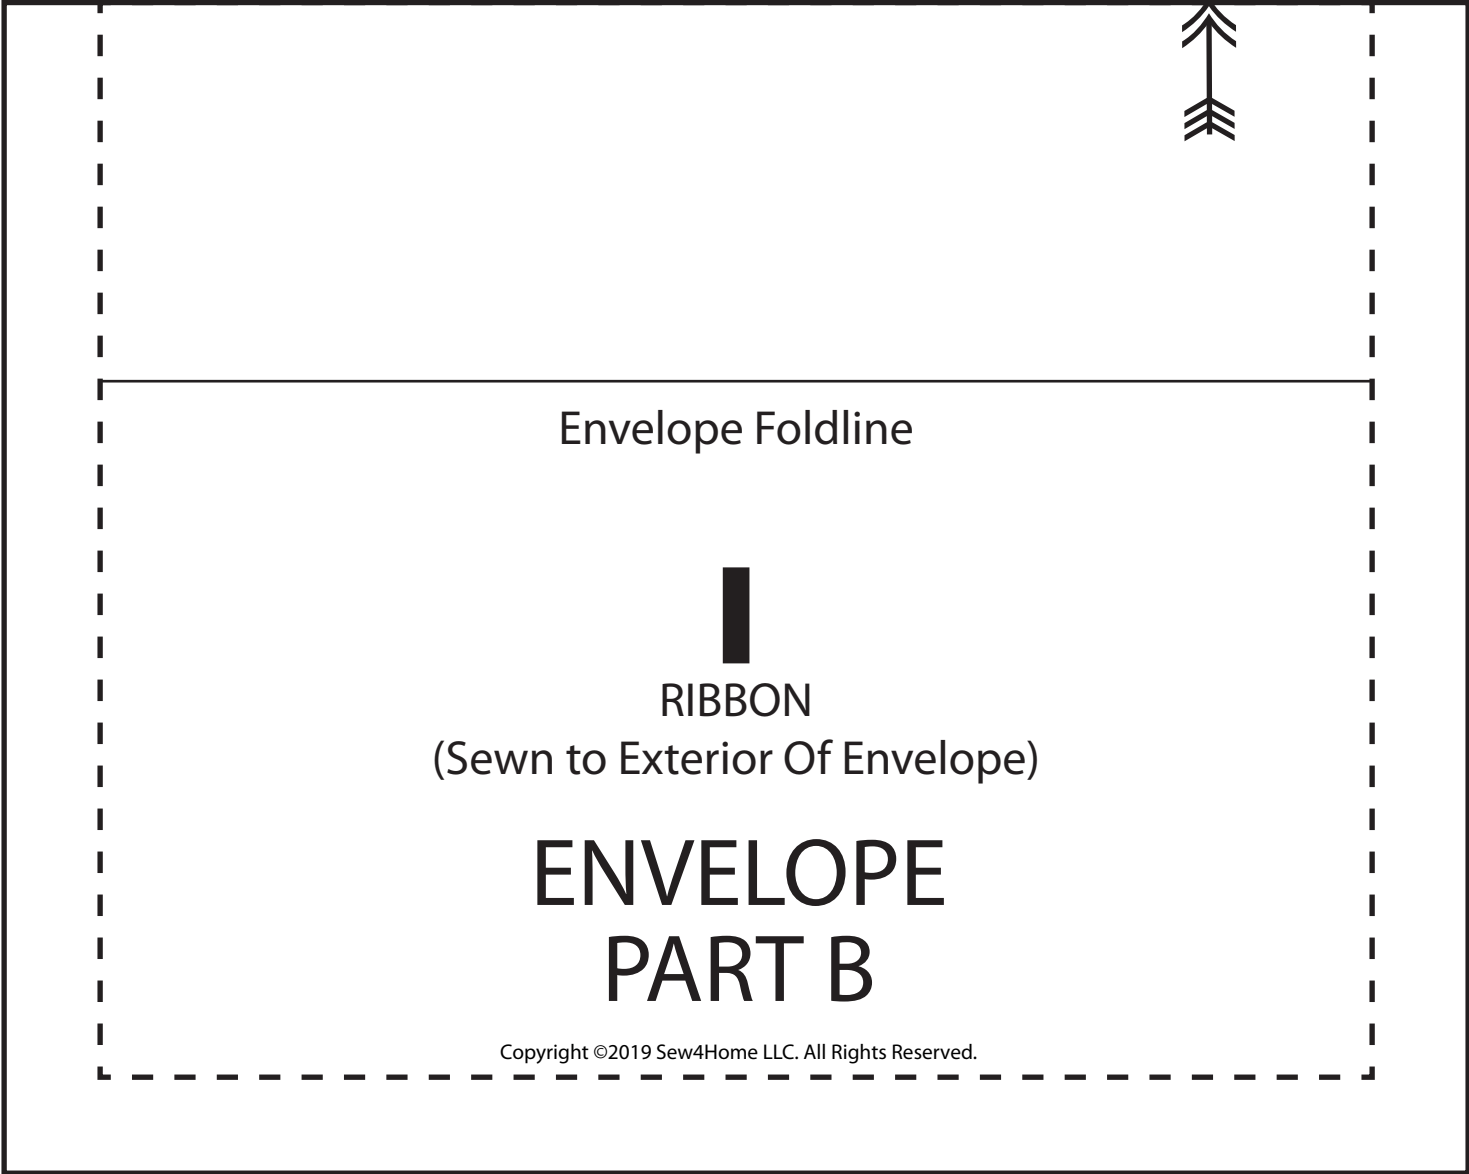 Envelope Foldline
RIBBON
(Sewn to Exterior Of Envelope)
ENVELOPE
PART B
Copyright ©2019 Sew4Home LLC. All Rights Reserved.